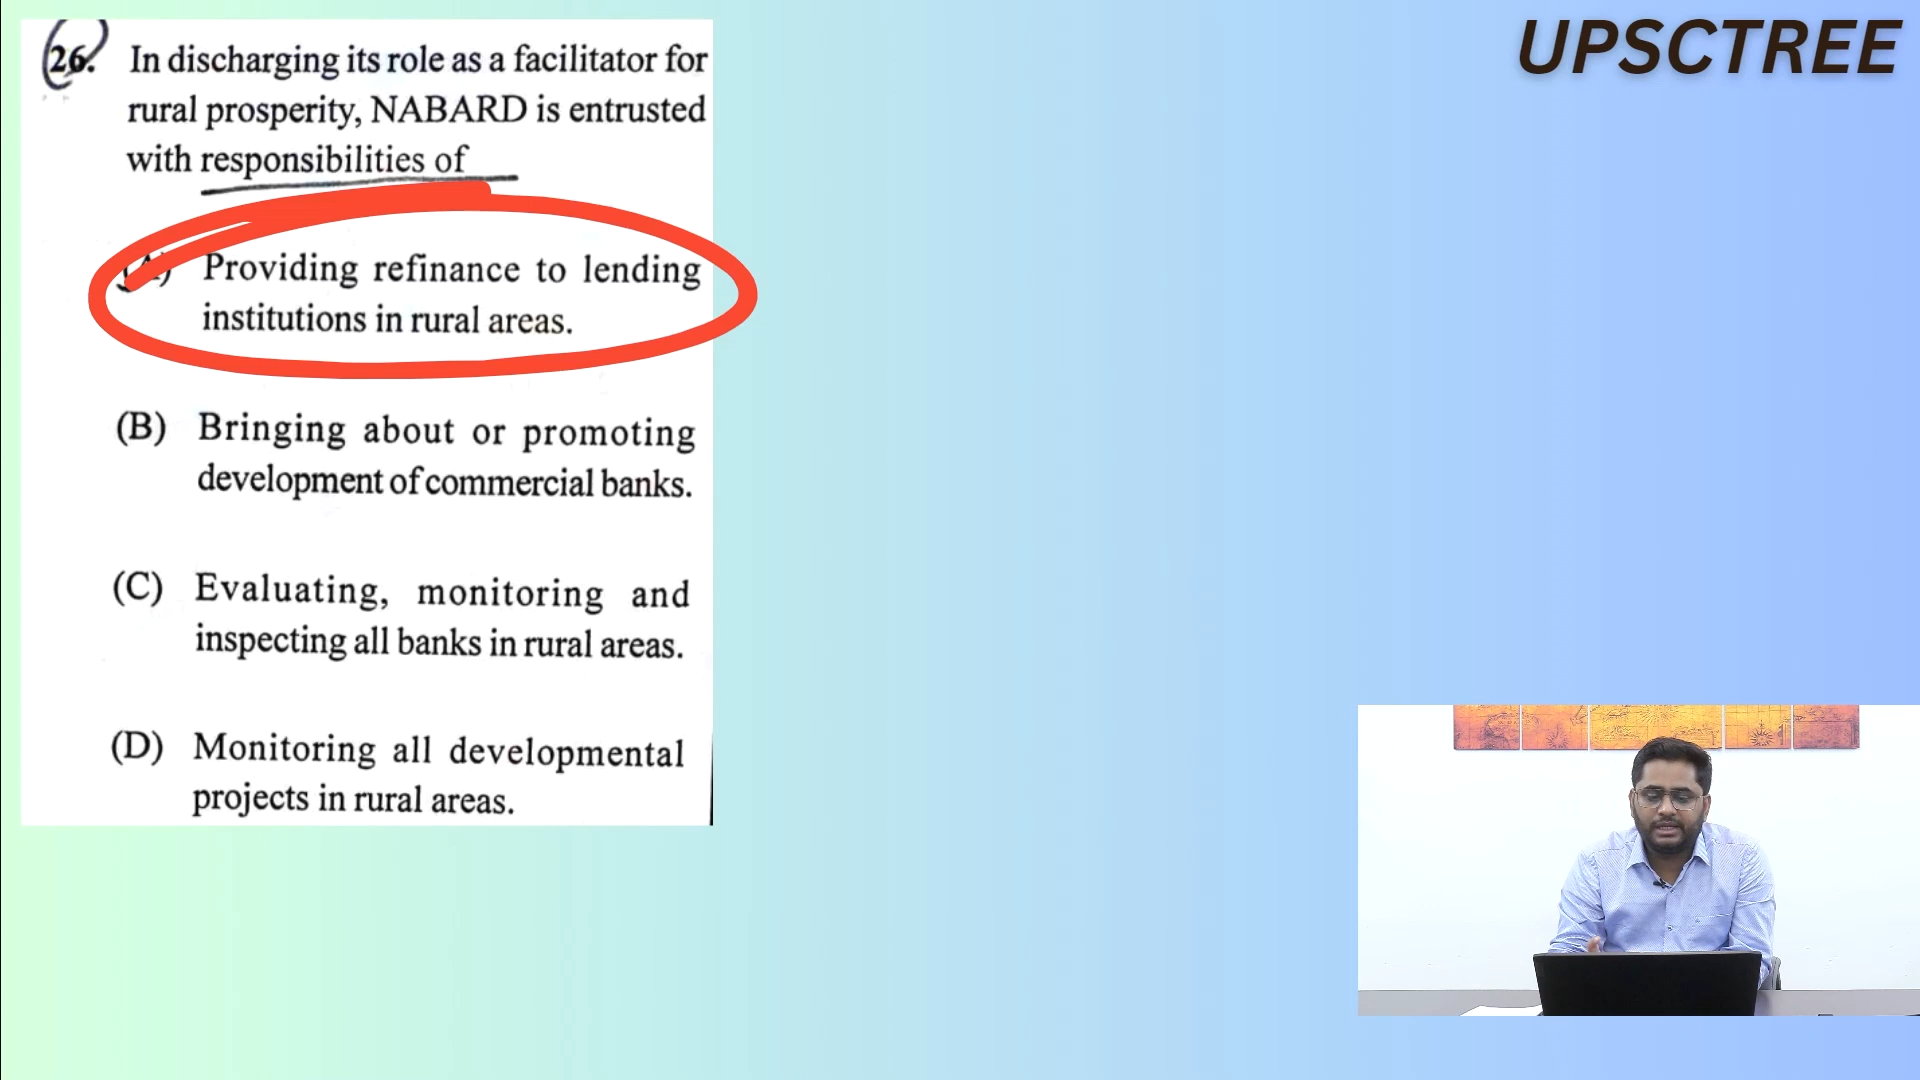 UPSCTREE
26. In discharging its role as a facilitator for
rural prosperity, NABARD is entrusted
with responsibilities of
(A) Providing refinance to lending
institutions in rural areas.
(B) Bringing about or promoting
development of commercial banks.
(C) Evaluating, monitoring and
inspecting all banks in rural areas.
(D) Monitoring all developmental
projects in rural areas.